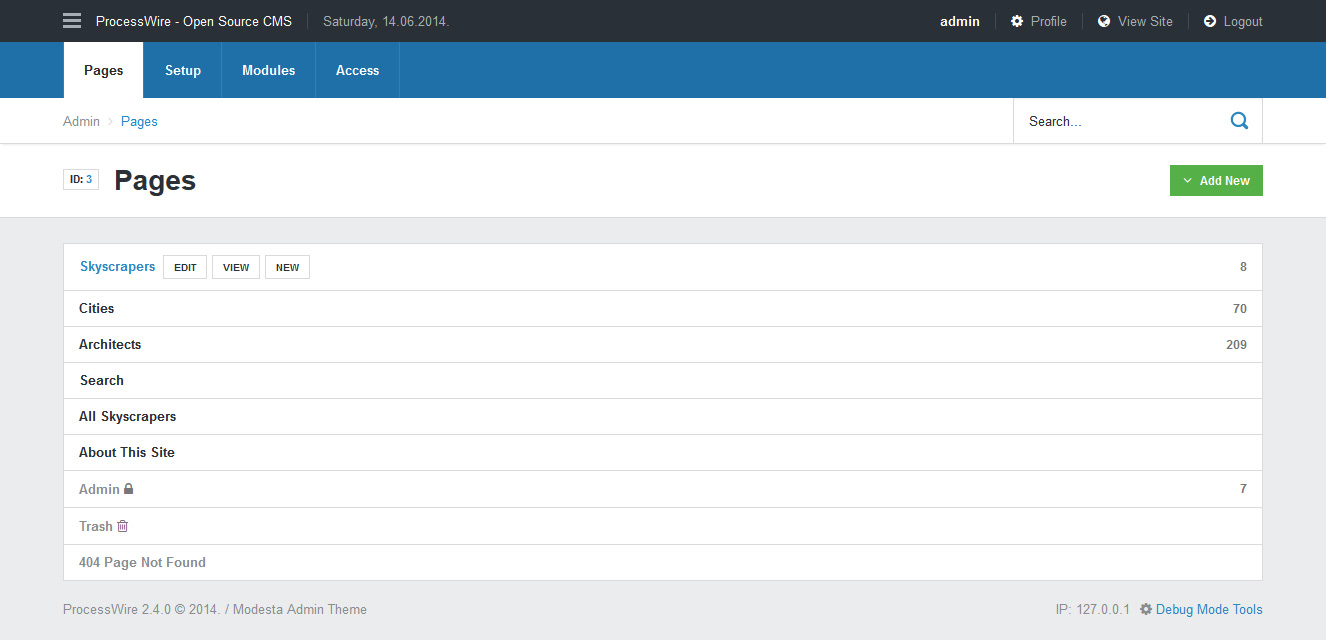 ProcessWire - Open Source CMS Saturday, 14.06.2014. admin Profile View Site Logout
Pages Setup Modules Access
Admin Pages Search...
ID: 3 Pages Add New
Skyscrapers EDIT VIEW NEW 8
Cities 70
Architects 209
Search
All Skyscrapers
About This Site
Admin 7
Trash
404 Page Not Found
ProcessWire 2.4.0 © 2014. / Modesta Admin Theme IP: 127.0.0.1 Debug Mode Tools